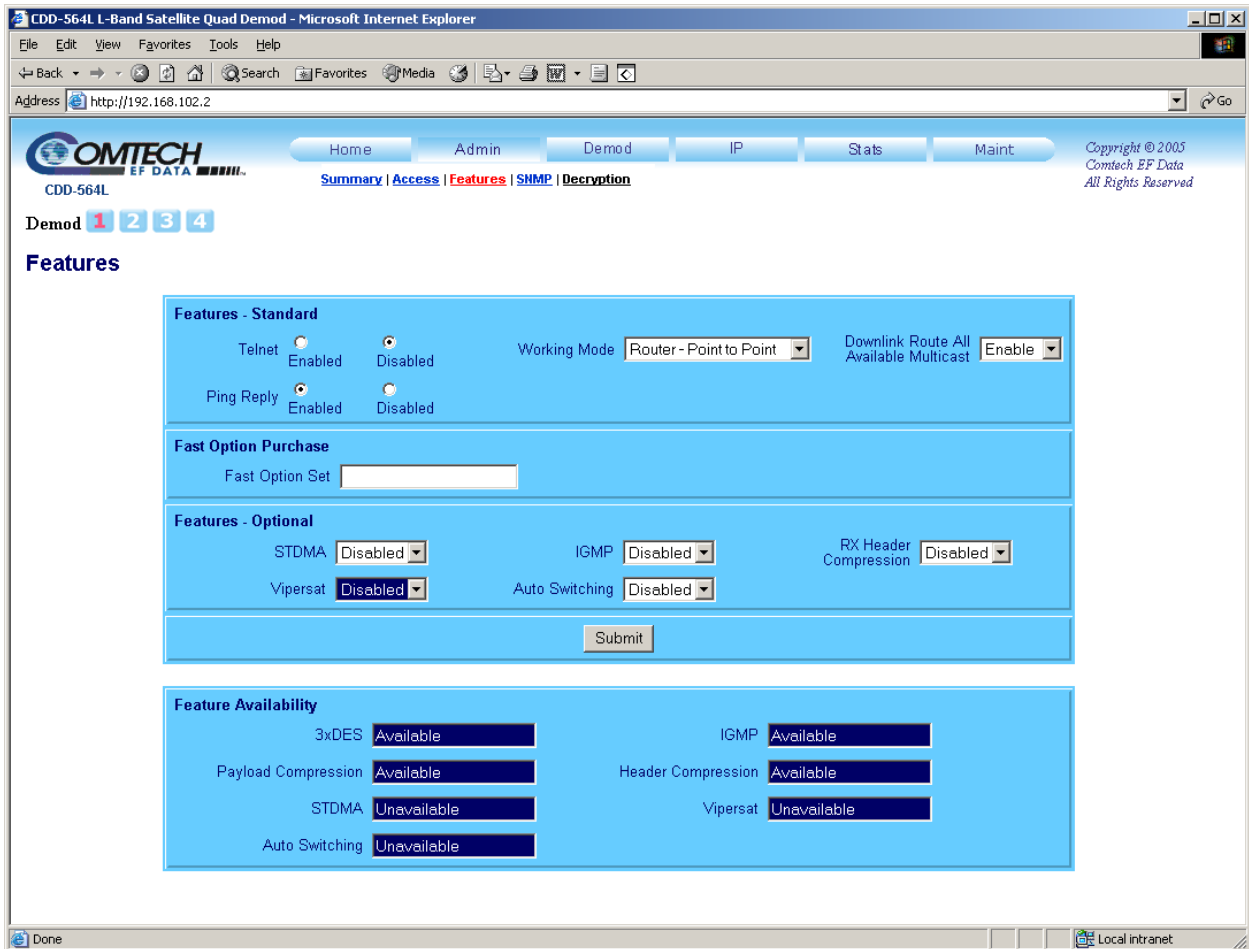 CDD-564L L-Band Satellite Quad Demod - Microsoft Internet Explorer
File Edit View Favorites Tools Help
Back Search Favorites Media
Address http://192.168.102.2 Go
COMTECH
EF DATA
CDD-564L
Home Admin Demod IP Stats Maint
Summary | Access | Features | SNMP | Decryption
Copyright © 2005
Comtech EF Data
All Rights Reserved
Demod 1 2 3 4
Features
Features - Standard
Telnet Enabled Disabled
Working Mode Router - Point to Point
Downlink Route All
Available Multicast Enable
Ping Reply Enabled Disabled
Fast Option Purchase
Fast Option Set
Features - Optional
STDMA Disabled IGMP Disabled RX Header
Compression Disabled
Vipersat Disabled Auto Switching Disabled
Submit
Feature Availability
3xDES Available IGMP Available
Payload Compression Available Header Compression Available
STDMA Unavailable Vipersat Unavailable
Auto Switching Unavailable
Done Local intranet